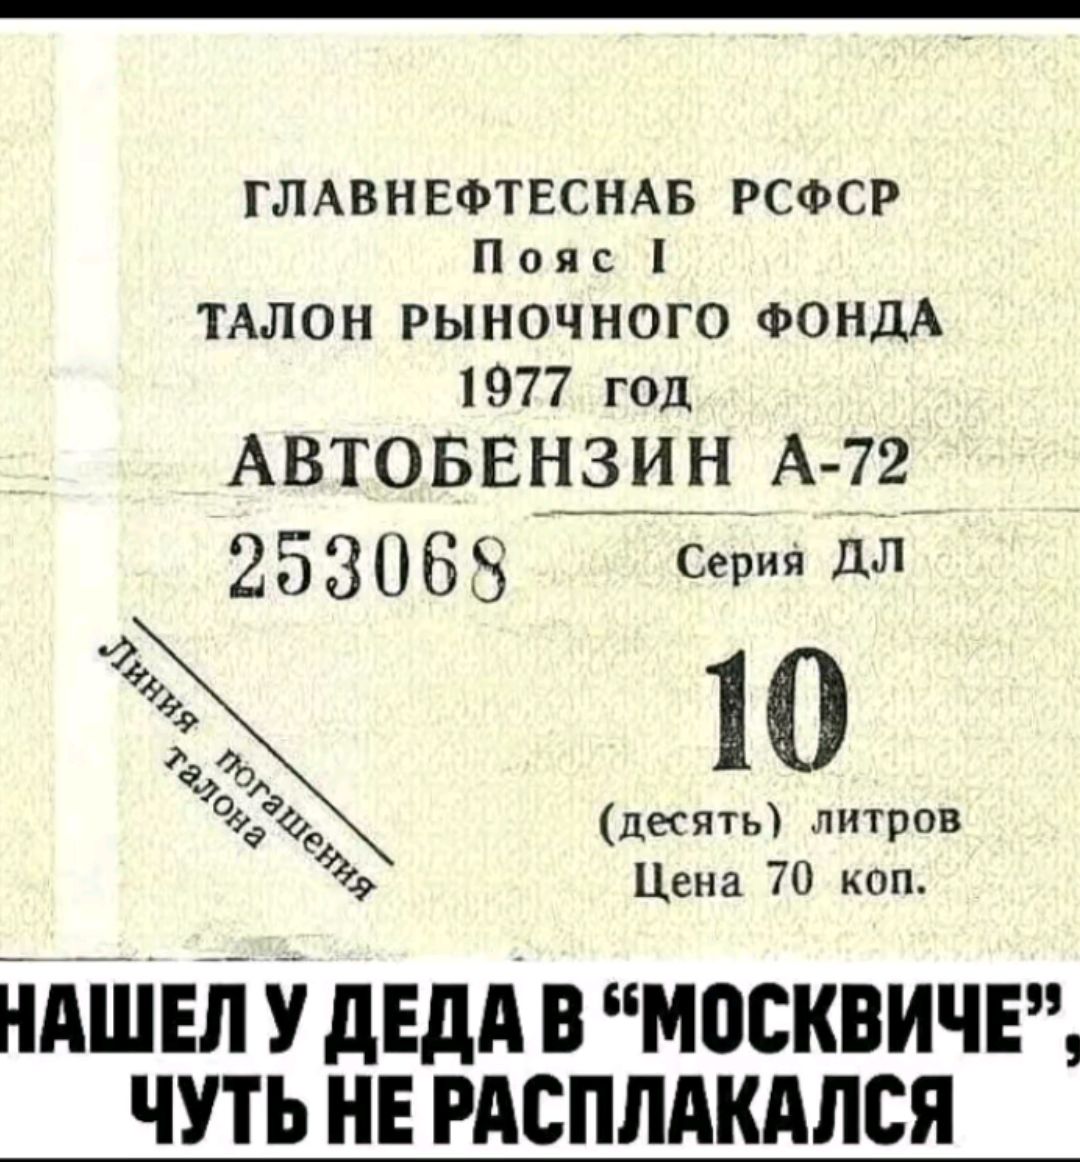 ГЛАВНЕФТЕСНАБ РСФСР
Пояс I
ТАЛОН РЫНОЧНОГО ФОНДА
1977 год
АВТОБЕНЗИН А-72
253068 Серия ДЛ
Линия погашения
талона
10
(десять) литров
Цена 70 коп.
НАШЕЛ У ДЕДА В “МОСКВИЧЕ”,
ЧУТЬ НЕ РАСПЛАКАЛСЯ